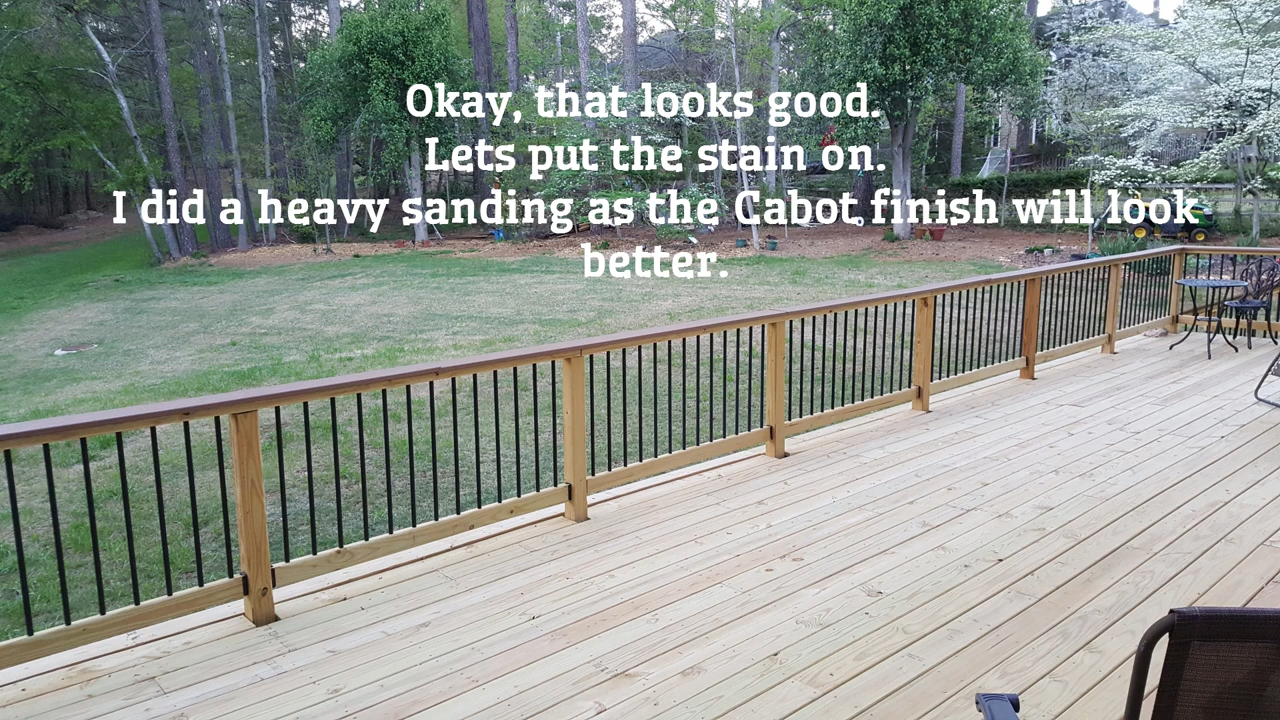 Okay, that looks good.
Lets put the stain on.
I did a heavy sanding as the Cabot finish will look
better.